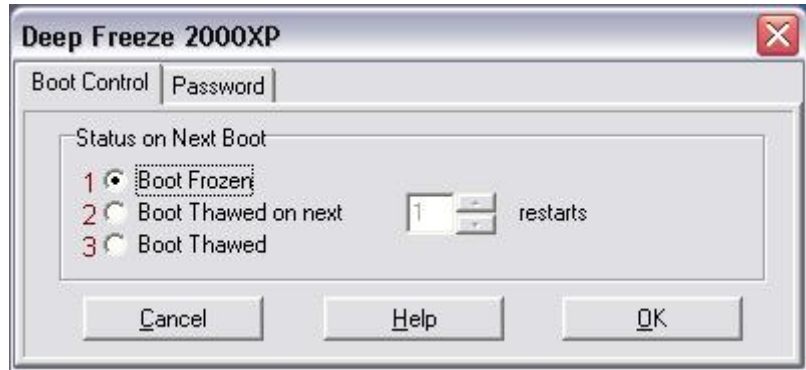 Deep Freeze 2000XP
Boot Control Password
Status on Next Boot
1 Boot Frozen
2 Boot Thawed on next 1 restarts
3 Boot Thawed
Cancel Help OK